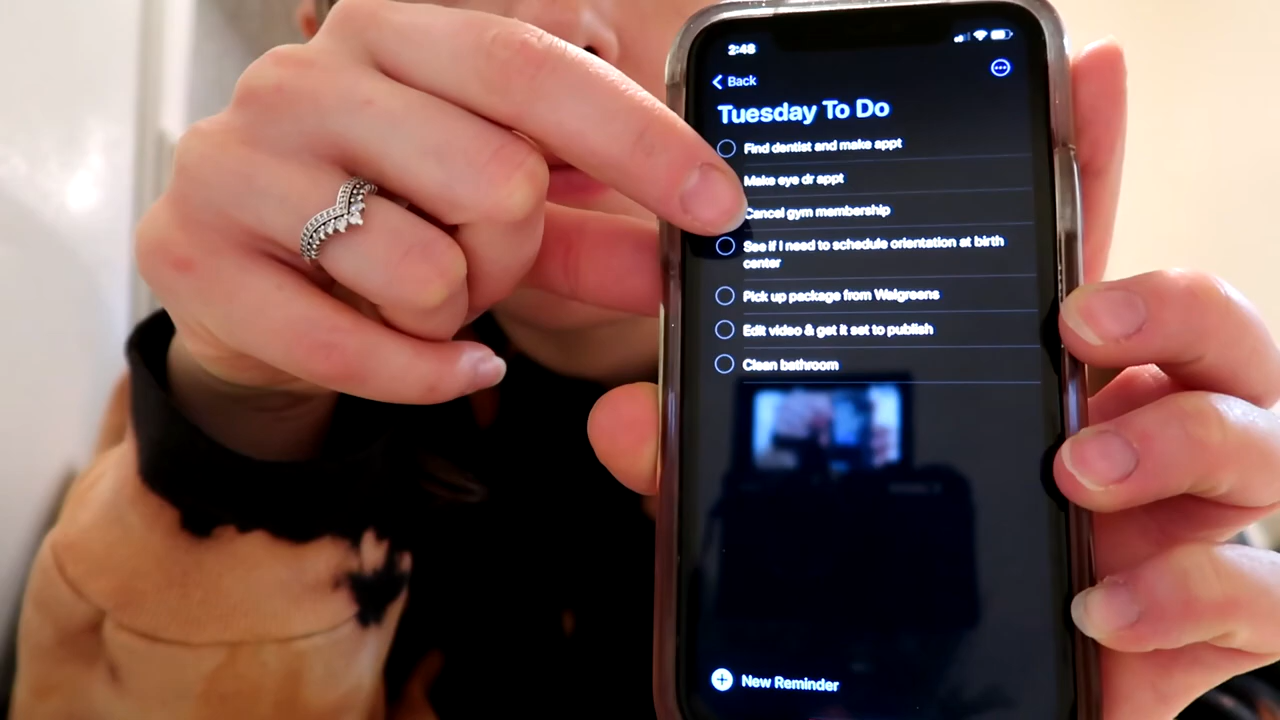 2:48
Back
Tuesday To Do
Find dentist and make appt
Make eye dr appt
Cancel gym membership
See if I need to schedule orientation at birth
center
Pick up package from Walgreens
Edit video & get it set to publish
Clean bathroom
New Reminder